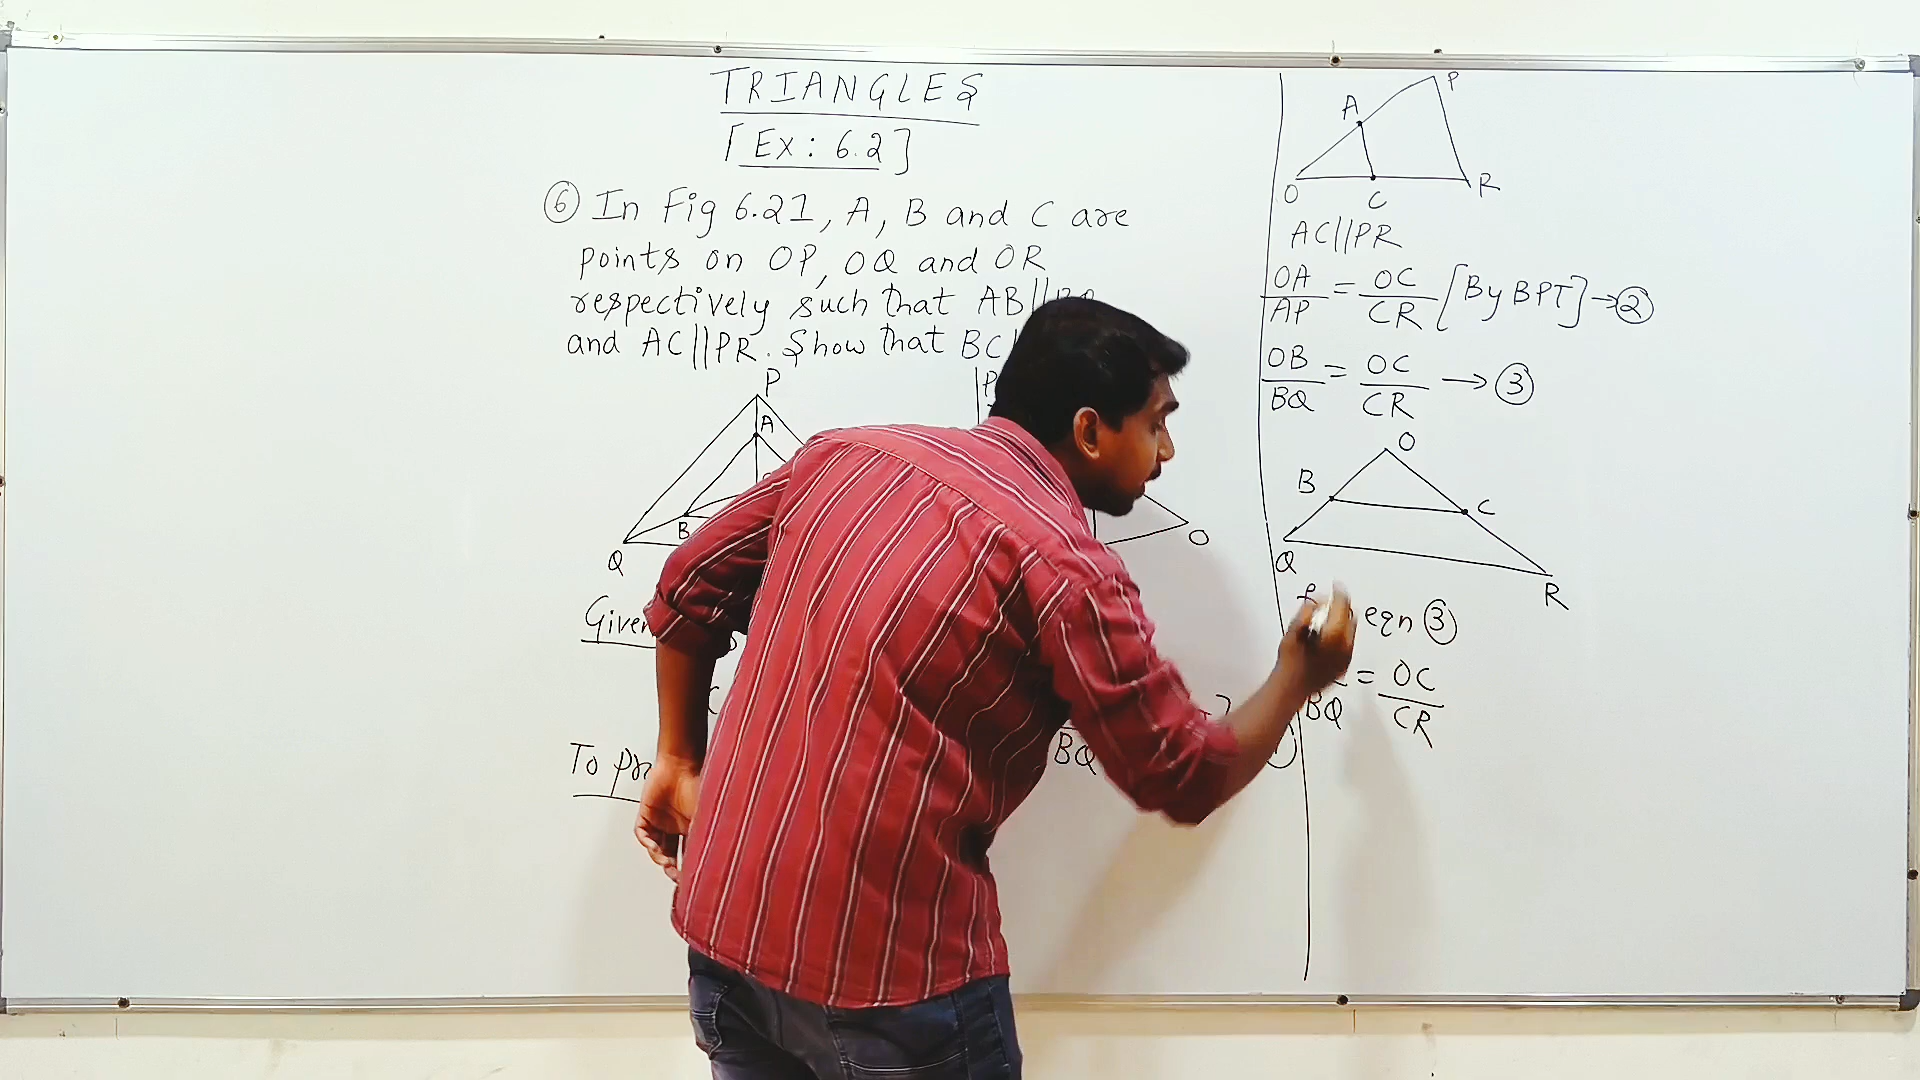 TRIANGLES
[Ex: 6.2]
⑥ In Fig 6.21, A, B and C are
points on OP, OQ and OR
respectively such that AB||PQ
and AC||PR. Show that BC
P
A
B
Q
O
Given
To
BQ
P
A
O
C
R
AC||PR
OA/AP = OC/CR [By BPT] → ②
OB/BQ = OC/CR → ③
O
B
C
Q
R
eqn ③
BQ = OC/CR